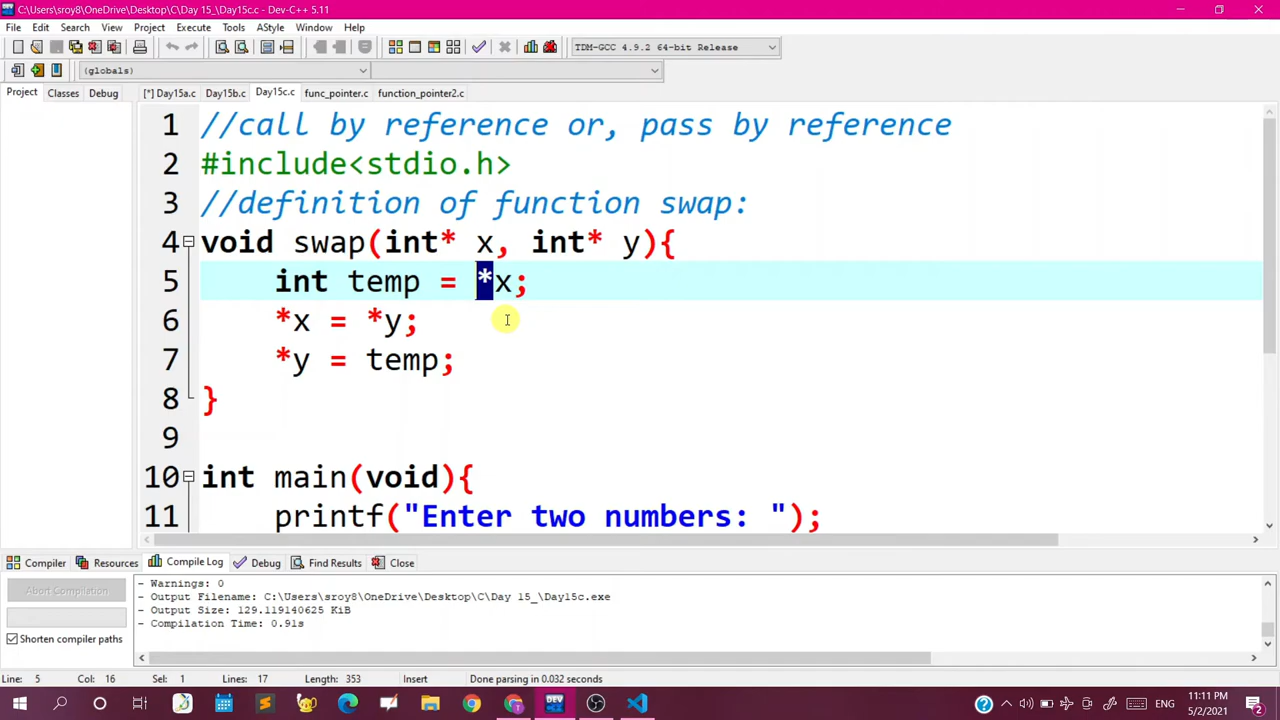 C:\Users\sroy8\OneDrive\Desktop\C\Day 15_\Day15c.c - Dev-C++ 5.11
File Edit Search View Project Execute Tools AStyle Window Help
TDM-GCC 4.9.2 64-bit Release
(globals)
Project Classes Debug [*] Day15a.c Day15b.c Day15c.c func_pointer.c function_pointer2.c
1 //call by reference or, pass by reference
2 #include<stdio.h>
3 //definition of function swap:
4 void swap(int* x, int* y){
5 int temp = *x;
6 *x = *y;
7 *y = temp;
8 }
9
10 int main(void){
11 printf("Enter two numbers: ");
Compiler Resources Compile Log Debug Find Results Close
Abort Compilation
Shorten compiler paths
- Warnings: 0
- Output Filename: C:\Users\sroy8\OneDrive\Desktop\C\Day 15_\Day15c.exe
- Output Size: 129.119140625 KiB
- Compilation Time: 0.91s
Line: 5 Col: 16 Sel: 1 Lines: 17 Length: 353 Insert Done parsing in 0.032 seconds
DEV
ENG
11:11 PM
5/2/2021
2